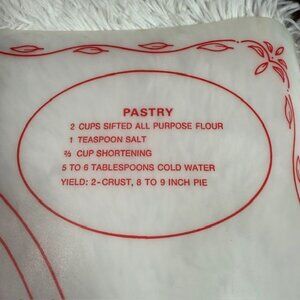 PASTRY
2 CUPS SIFTED ALL PURPOSE FLOUR
1 TEASPOON SALT
⅔ CUP SHORTENING
5 TO 6 TABLESPOONS COLD WATER
YIELD: 2-CRUST, 8 TO 9 INCH PIE